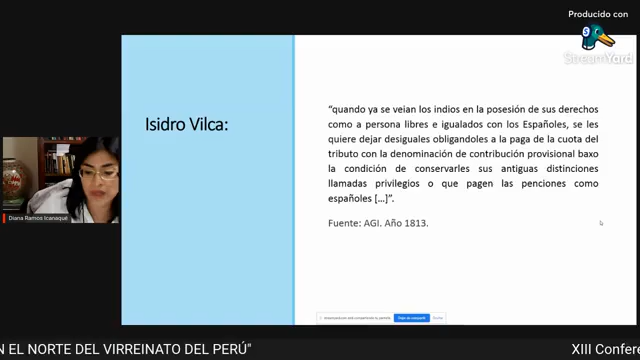 Producido con
StreamYard
Isidro Vilca:
“quando ya se veian los indios en la posesión de sus derechos
como a persona libres e igualados con los Españoles, se les
quiere dejar desiguales obligandoles a la paga de la cuota del
tributo con la denominación de contribución provisional baxo
la condición de conservarles sus antiguas distinciones
llamadas privilegios o que pagen las penciones como
españoles […]”.
Fuente: AGI. Año 1813.
Diana Ramos Icanaqué
N EL NORTE DEL VIRREINATO DEL PERÚ"
XIII Confere